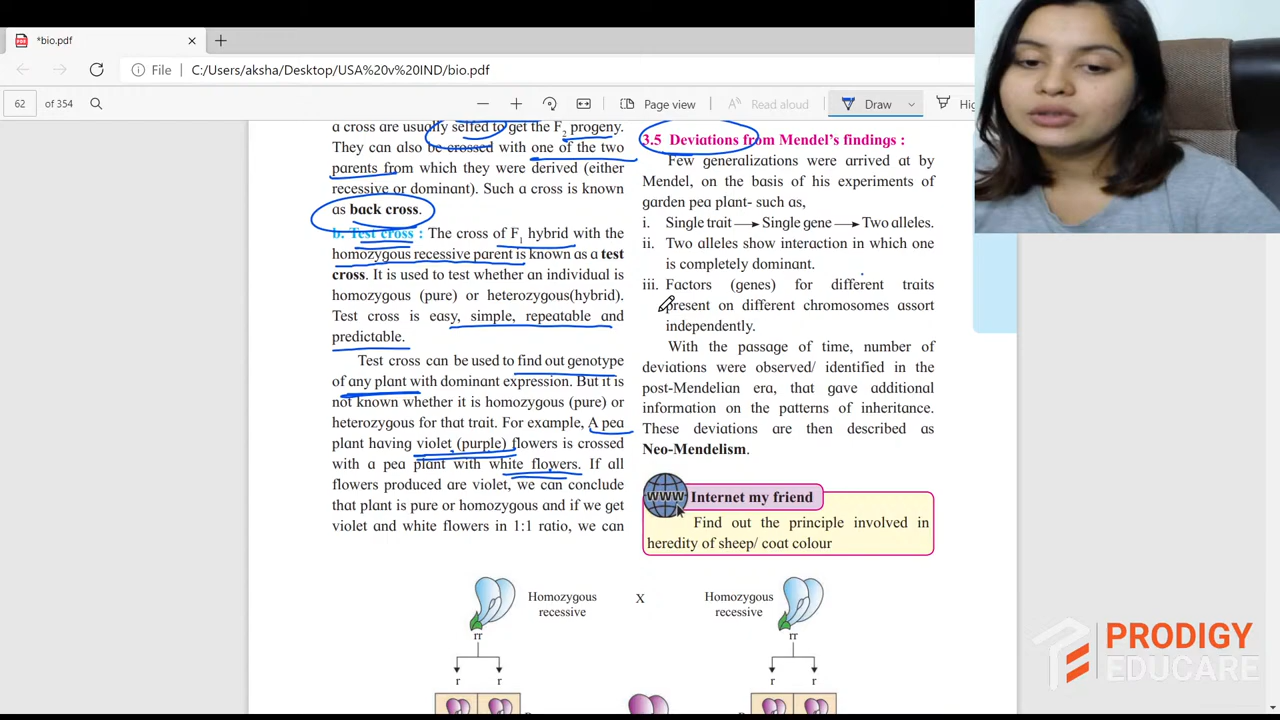 *bio.pdf
File
C:/Users/aksha/Desktop/USA%20v%20IND/bio.pdf
62
of 354
Page view
Read aloud
Draw
a cross are usually selfed to get the F2 progeny.
They can also be crossed with one of the two
parents from which they were derived (either
recessive or dominant). Such a cross is known
as back cross.
b. Test cross : The cross of F1 hybrid with the
homozygous recessive parent is known as a test
cross. It is used to test whether an individual is
homozygous (pure) or heterozygous(hybrid).
Test cross is easy, simple, repeatable and
predictable.
Test cross can be used to find out genotype
of any plant with dominant expression. But it is
not known whether it is homozygous (pure) or
heterozygous for that trait. For example, A pea
plant having violet (purple) flowers is crossed
with a pea plant with white flowers. If all
flowers produced are violet, we can conclude
that plant is pure or homozygous and if we get
violet and white flowers in 1:1 ratio, we can
3.5 Deviations from Mendel's findings :
Few generalizations were arrived at by
Mendel, on the basis of his experiments of
garden pea plant- such as,
i. Single trait → Single gene → Two alleles.
ii. Two alleles show interaction in which one
is completely dominant.
iii. Factors (genes) for different traits
present on different chromosomes assort
independently.
With the passage of time, number of
deviations were observed/ identified in the
post-Mendelian era, that gave additional
information on the patterns of inheritance.
These deviations are then described as
Neo-Mendelism.
www
Internet my friend
Find out the principle involved in
heredity of sheep/ coat colour
Homozygous
recessive
X
Homozygous
recessive
rr
rr
r r
r r
PRODIGY
EDUCARE